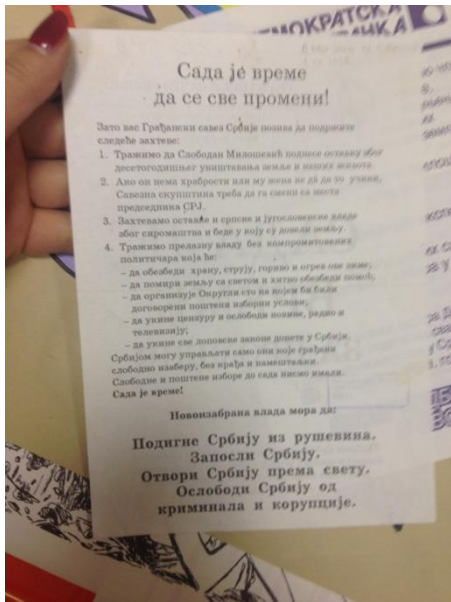 ДЕМОКРАТСКА
СТРАНКА
Сада је време
да се све промени!
Зато вас Грађански савез Србије позива да подржите
следеће захтеве:
1. Тражимо да Слободан Милошевић поднесе оставку због
десетогодишњег уништавања земље и наших живота.
2. Ако он нема храбрости или му жена не да да то учини,
Савезна скупштина треба да га смени са места
председника СРЈ.
3. Захтевамо оставке и српске и југословенске владе
због сиромаштва и беде у коју су довели земљу.
4. Тражимо прелазну владу без компромитованих
политичара која ће:
– да обезбеди храну, струју, гориво и огрев ове зиме;
– да помири земљу са светом и хитно обезбеди помоћ;
– да организује Округли сто на којем би били
договорени поштени изборни услови;
– да укине цензуру и ослободи новине, радио и
телевизију;
– да укине све лоповске законе донете у Србији.
Србијом могу управљати само они које грађани
слободно изаберу, без крађа и намештаљки.
Слободне и поштене изборе до сада нисмо имали.
Сада је време!
Новоизабрана влада мора да:
Подигне Србију из рушевина.
Запосли Србију.
Отвори Србију према свету.
Ослободи Србију од
криминала и корупције.